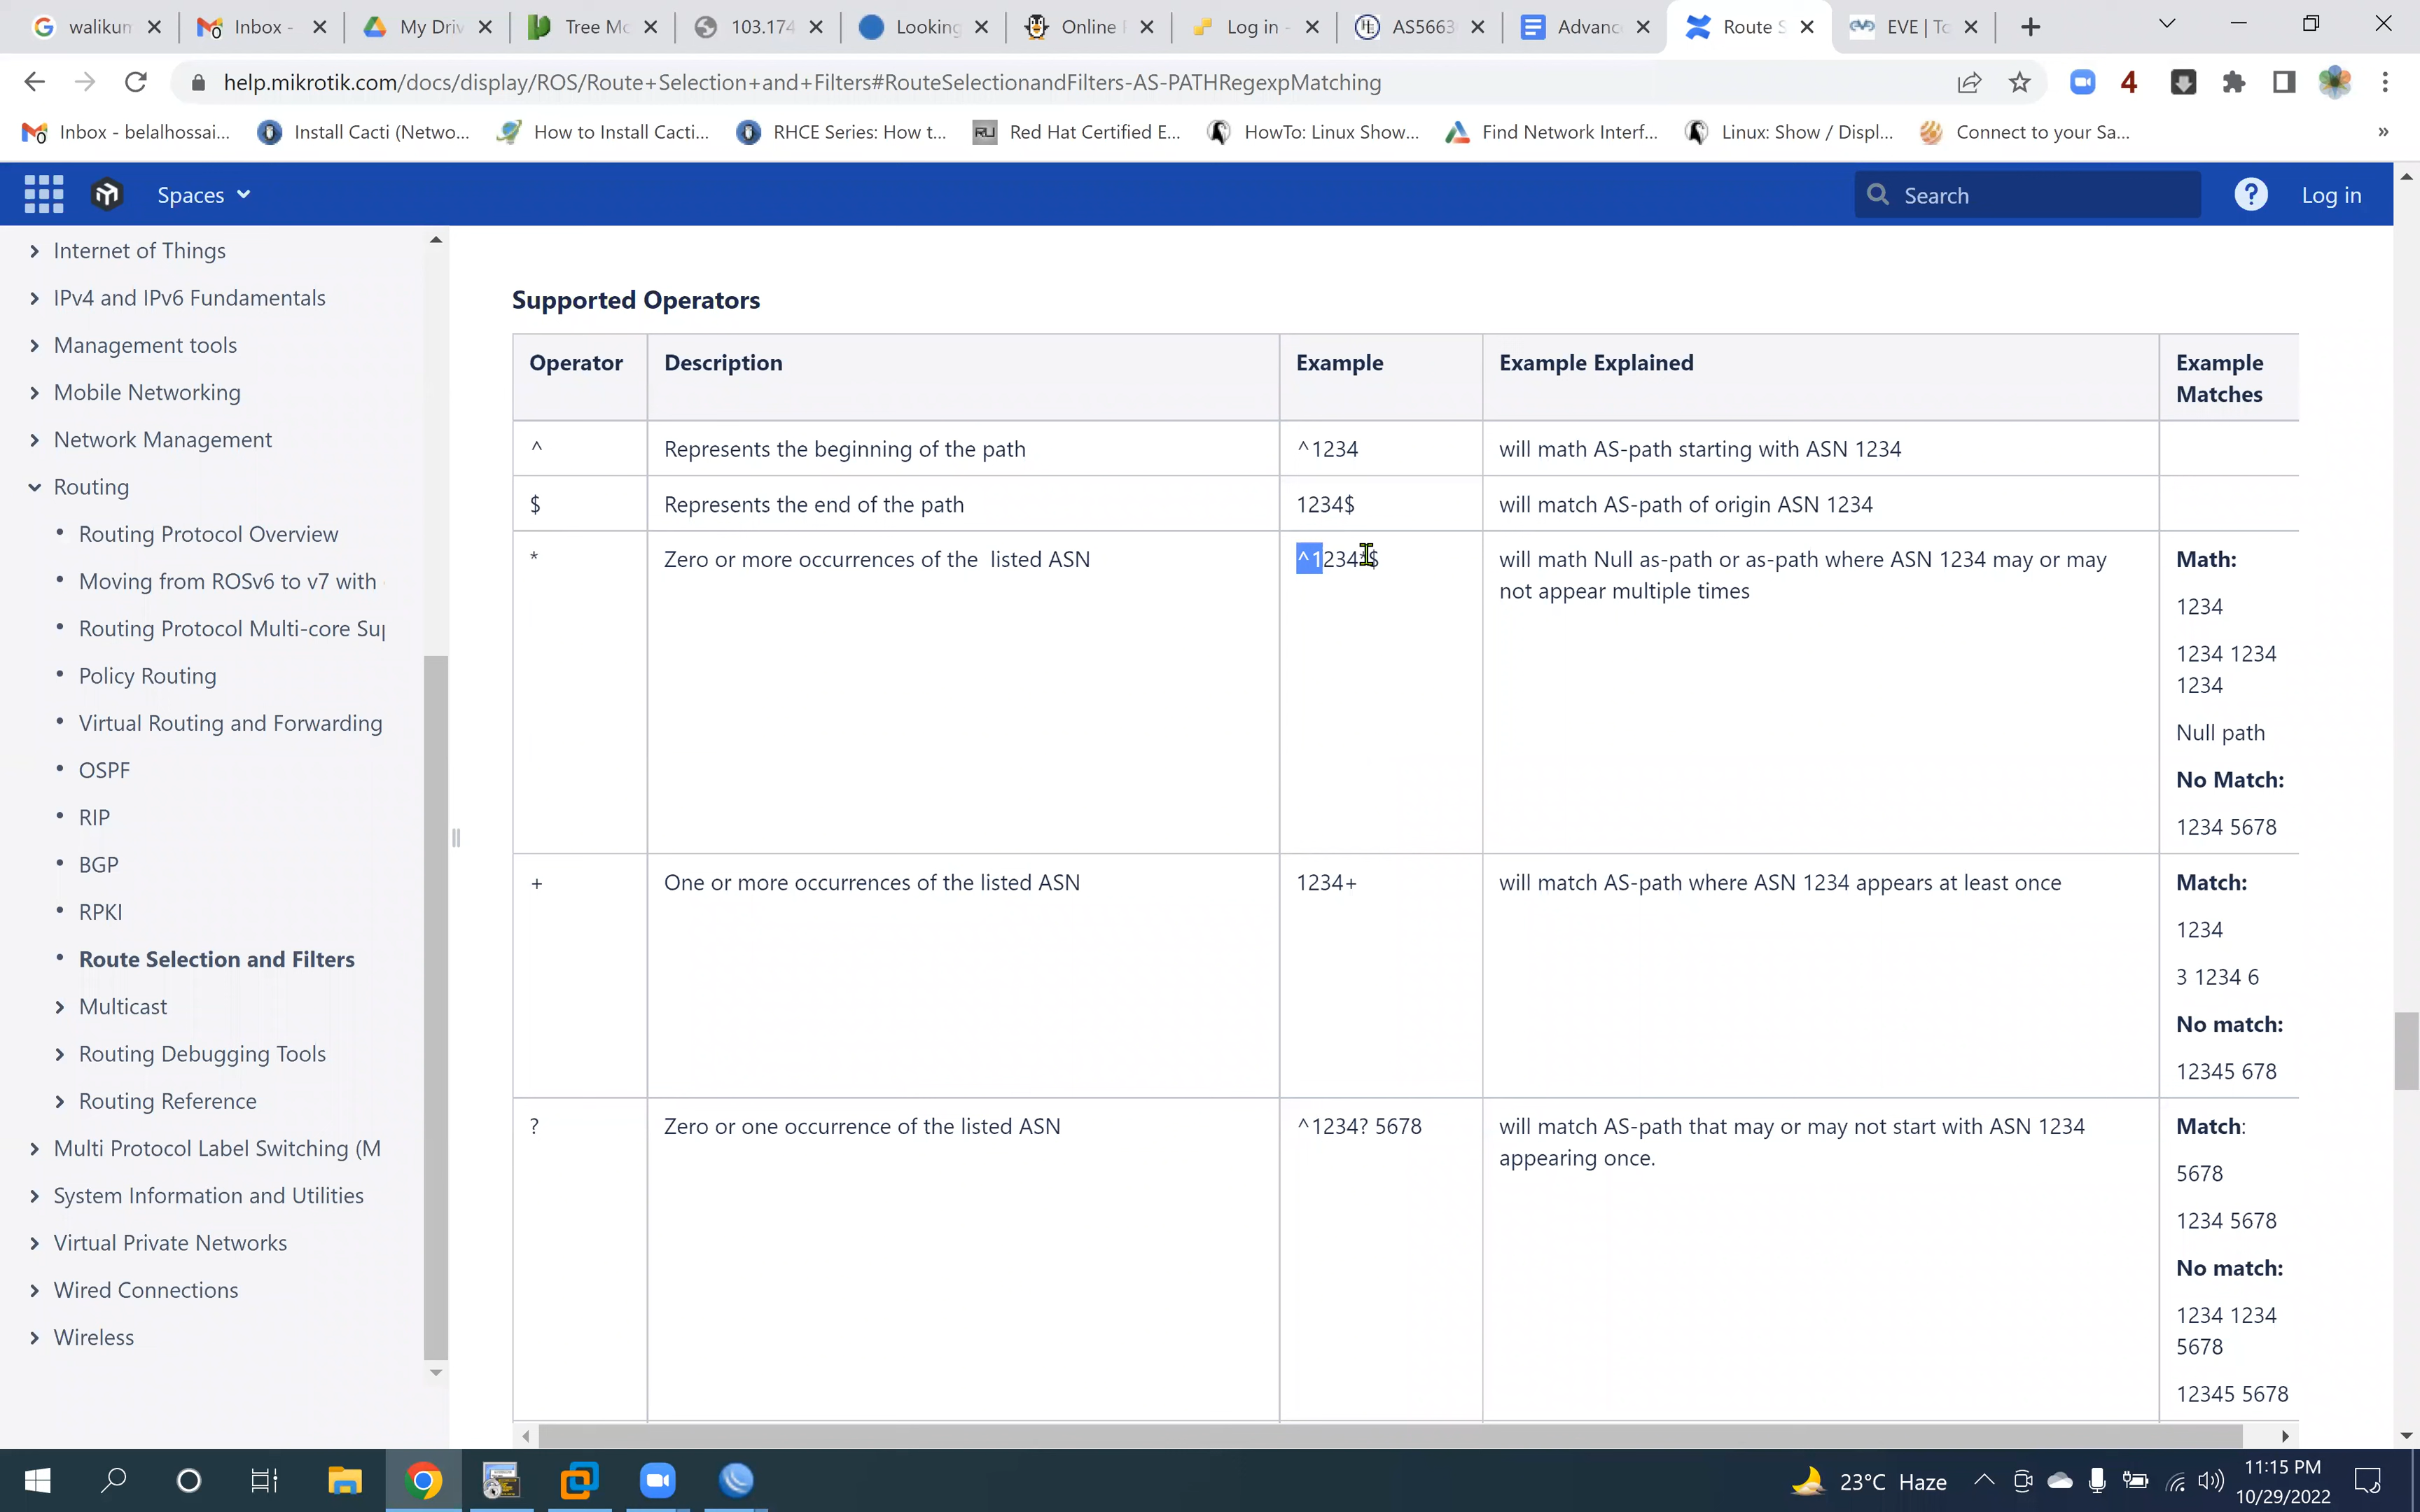 walikum
Inbox -
My Driv
Tree Mo
103.174
Looking
Online
Log in -
AS5663
Advanc
Route S
EVE | To
help.mikrotik.com/docs/display/ROS/Route+Selection+and+Filters#RouteSelectionandFilters-AS-PATHRegexpMatching
4
Inbox - belalhossai...
Install Cacti (Netwo...
How to Install Cacti...
RHCE Series: How t...
RU
Red Hat Certified E...
HowTo: Linux Show...
Find Network Interf...
Linux: Show / Displ...
Connect to your Sa...
»
Spaces
Search
?
Log in
Internet of Things
IPv4 and IPv6 Fundamentals
Management tools
Mobile Networking
Network Management
Routing
Routing Protocol Overview
Moving from ROSv6 to v7 with
Routing Protocol Multi-core Sup
Policy Routing
Virtual Routing and Forwarding
OSPF
RIP
BGP
RPKI
Route Selection and Filters
Multicast
Routing Debugging Tools
Routing Reference
Multi Protocol Label Switching (M
System Information and Utilities
Virtual Private Networks
Wired Connections
Wireless
Supported Operators
Operator
Description
Example
Example Explained
Example
Matches
^
Represents the beginning of the path
^1234
will math AS-path starting with ASN 1234
$
Represents the end of the path
1234$
will match AS-path of origin ASN 1234
*
Zero or more occurrences of the listed ASN
^1234*$
will math Null as-path or as-path where ASN 1234 may or may
not appear multiple times
Math:
1234
1234 1234
1234
Null path
No Match:
1234 5678
+
One or more occurrences of the listed ASN
1234+
will match AS-path where ASN 1234 appears at least once
Match:
1234
3 1234 6
No match:
12345 678
?
Zero or one occurrence of the listed ASN
^1234? 5678
will match AS-path that may or may not start with ASN 1234
appearing once.
Match:
5678
1234 5678
No match:
1234 1234
5678
12345 5678
23°C Haze
11:15 PM
10/29/2022